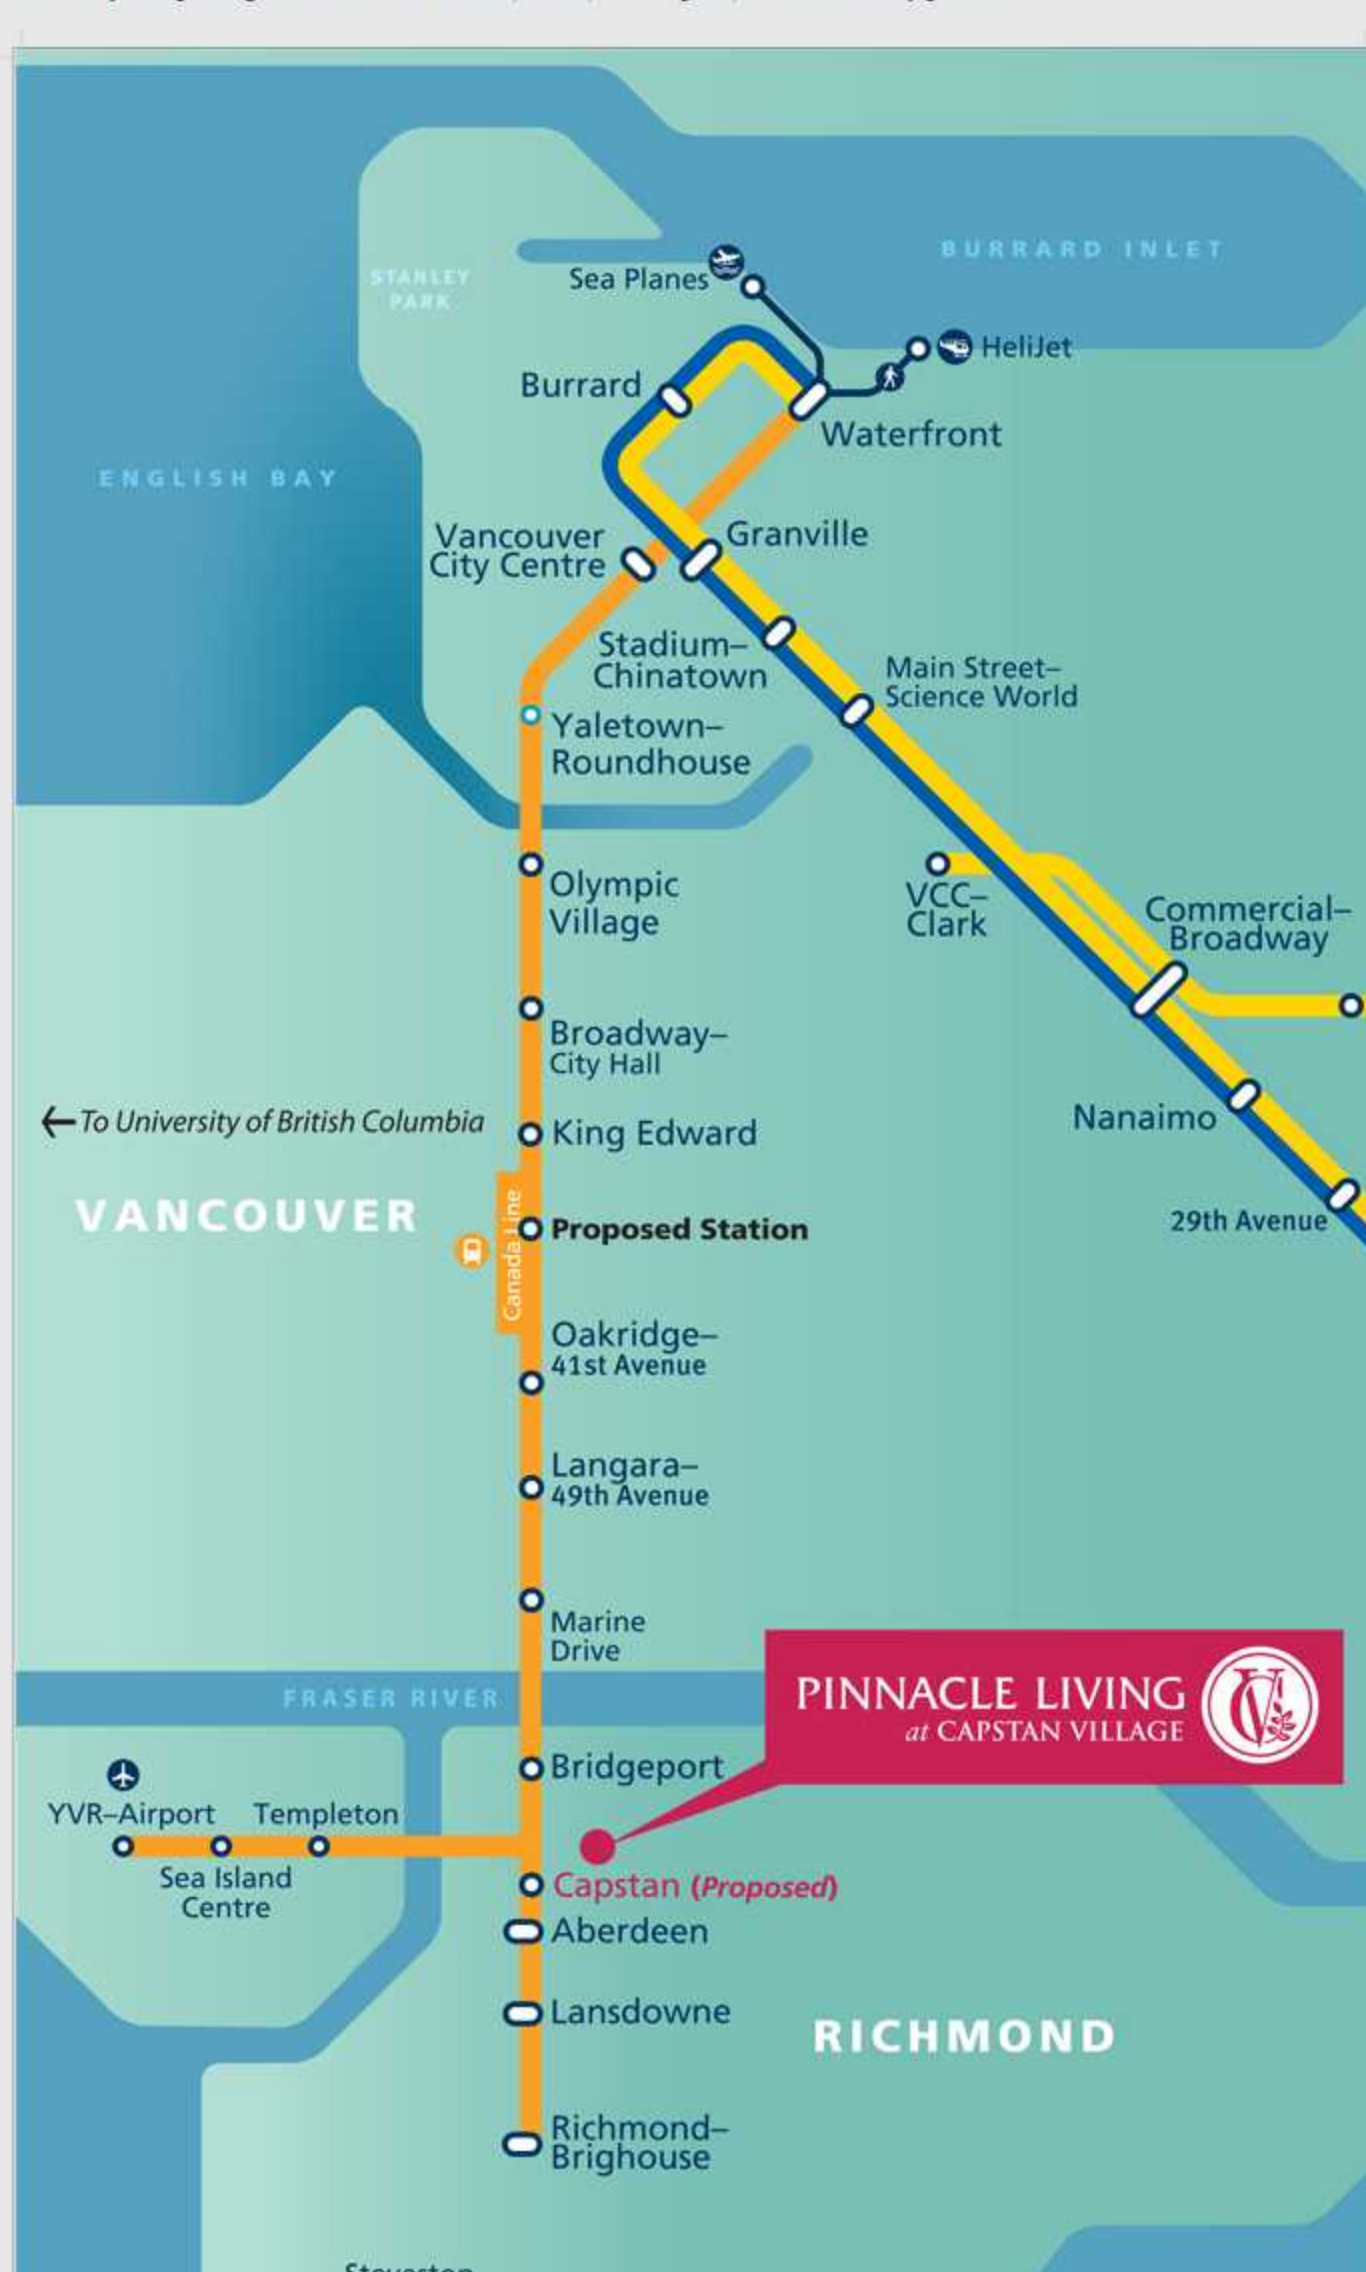 BURRARD INLET
Sea Planes
STANLEY
PARK
HeliJet
Burrard
Waterfront
ENGLISH BAY
Vancouver
City Centre
Granville
Stadium–
Chinatown
Main Street–
Science World
Yaletown–
Roundhouse
VCC–
Clark
Olympic
Village
Commercial–
Broadway
Broadway–
City Hall
←To University of British Columbia
King Edward
Nanaimo
VANCOUVER
Canada Line
Proposed Station
29th Avenue
Oakridge–
41st Avenue
Langara–
49th Avenue
Marine
Drive
FRASER RIVER
PINNACLE LIVING
at CAPSTAN VILLAGE
CV
Bridgeport
YVR–Airport
Templeton
Sea Island
Centre
Capstan (Proposed)
Aberdeen
Lansdowne
RICHMOND
Richmond–
Brighouse